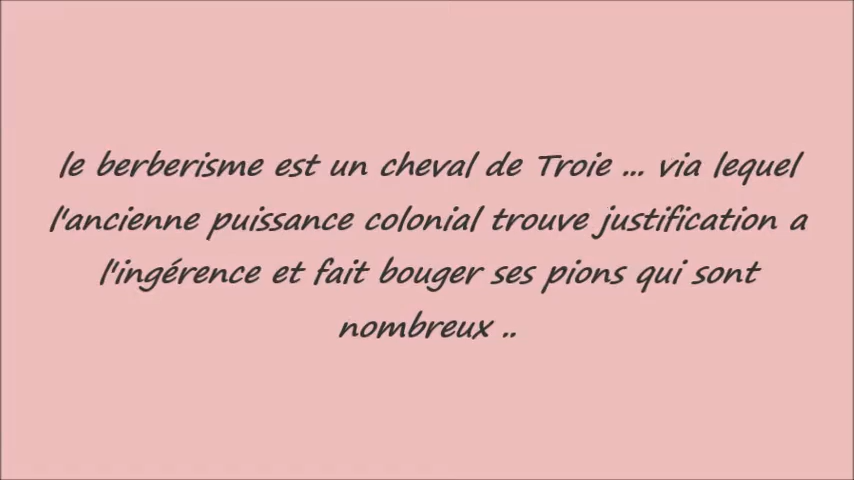 le berberisme est un cheval de Troie ... via lequel
l'ancienne puissance colonial trouve justification a
l'ingérence et fait bouger ses pions qui sont
nombreux ..